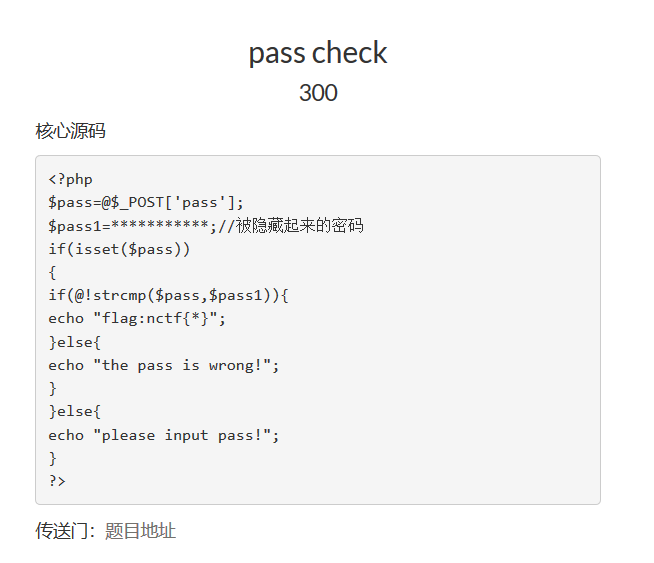 pass check
300
核心源码
<?php
$pass=@$_POST['pass'];
$pass1=***********;//被隐藏起来的密码
if(isset($pass))
{
if(@!strcmp($pass,$pass1)){
echo "flag:nctf{*}";
}else{
echo "the pass is wrong!";
}
}else{
echo "please input pass!";
}
?>
传送门：题目地址